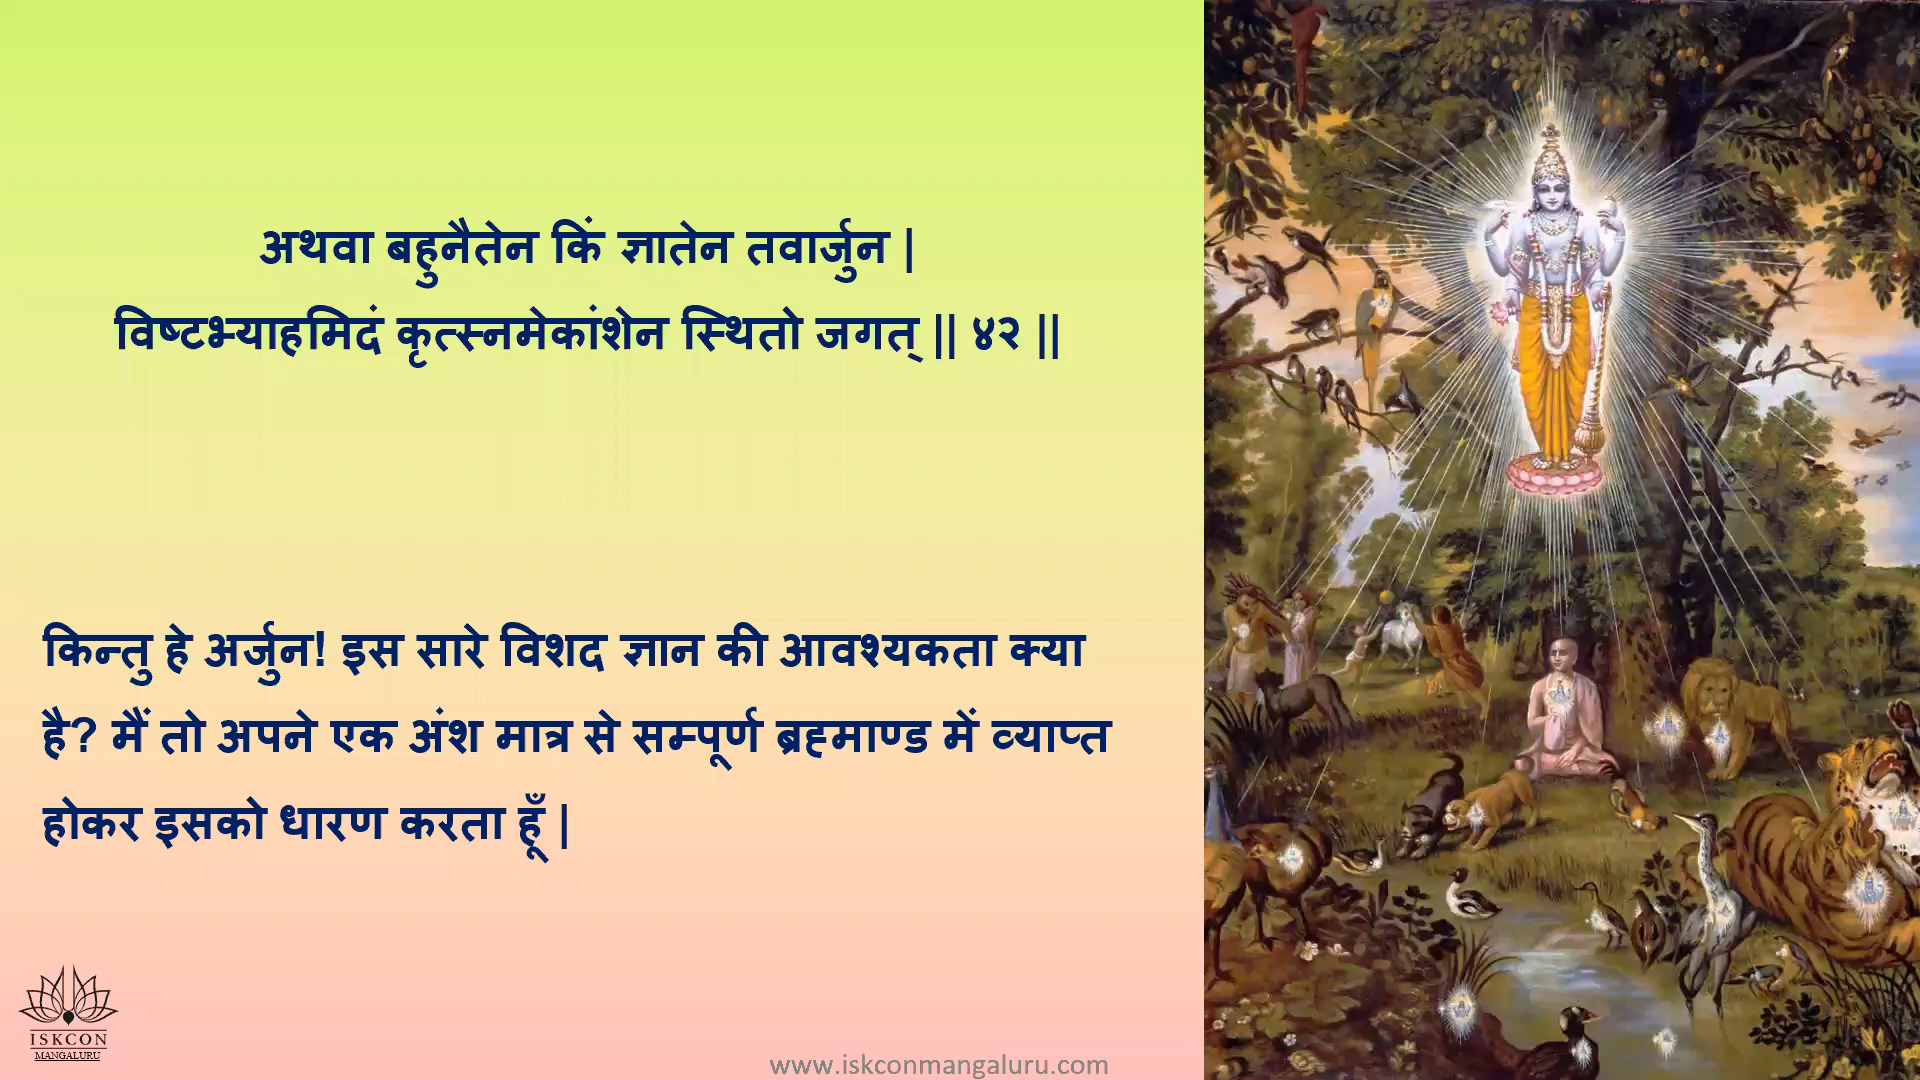 अथवा बहुनैतेन किं ज्ञातेन तवार्जुन |
विष्टभ्याहमिदं कृत्स्नमेकांशेन स्थितो जगत् || ४२ ||
किन्तु हे अर्जुन! इस सारे विशद ज्ञान की आवश्यकता क्या
है? मैं तो अपने एक अंश मात्र से सम्पूर्ण ब्रह्माण्ड में व्याप्त
होकर इसको धारण करता हूँ |
ISKCON
MANGALURU
www.iskconmangaluru.com